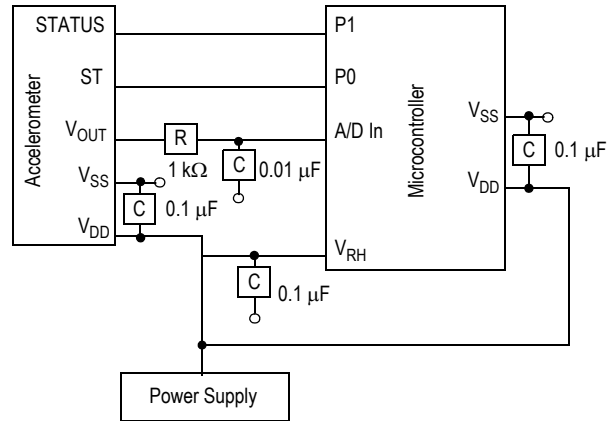 STATUS
P1
ST
P0
Accelerometer
Microcontroller
VOUT
R
A/D In
1 kΩ
C
0.01 μF
VSS
C
0.1 μF
VDD
VSS
C
0.1 μF
VDD
VRH
C
0.1 μF
Power Supply